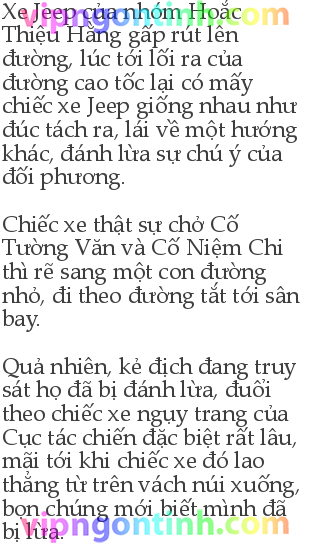 Xe Jeep của nhóm Hoắc
Thiệu Hằng gấp rút lên
đường, lúc tới lối ra của
đường cao tốc lại có mấy
chiếc xe Jeep giống nhau như
đúc tách ra, lái về một hướng
khác, đánh lừa sự chú ý của
đối phương.
Chiếc xe thật sự chở Cố
Tường Văn và Cố Niệm Chi
thì rẽ sang một con đường
nhỏ, đi theo đường tắt tới sân
bay.
Quả nhiên, kẻ địch đang truy
sát họ đã bị đánh lừa, đuổi
theo chiếc xe ngụy trang của
Cục tác chiến đặc biệt rất lâu,
mãi tới khi chiếc xe đó lao
thẳng từ trên vách núi xuống,
bọn chúng mới biết mình đã
bị lừa.
vipngontinh.com
vipngontinh.com